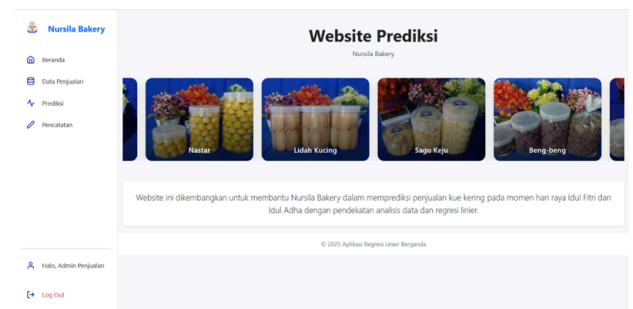 Nursila Bakery
Beranda
Data Penjualan
Prediksi
Pencatatan
Halo, Admin Penjualan
Log Out
Website Prediksi
Nursila Bakery
Nastar
Lidah Kucing
Sagu Keju
Beng-beng
Website ini dikembangkan untuk membantu Nursila Bakery dalam memprediksi penjualan kue kering pada momen hari raya Idul Fitri dan
Idul Adha dengan pendekatan analisis data dan regresi linier.
© 2025 Aplikasi Regresi Linier Berganda